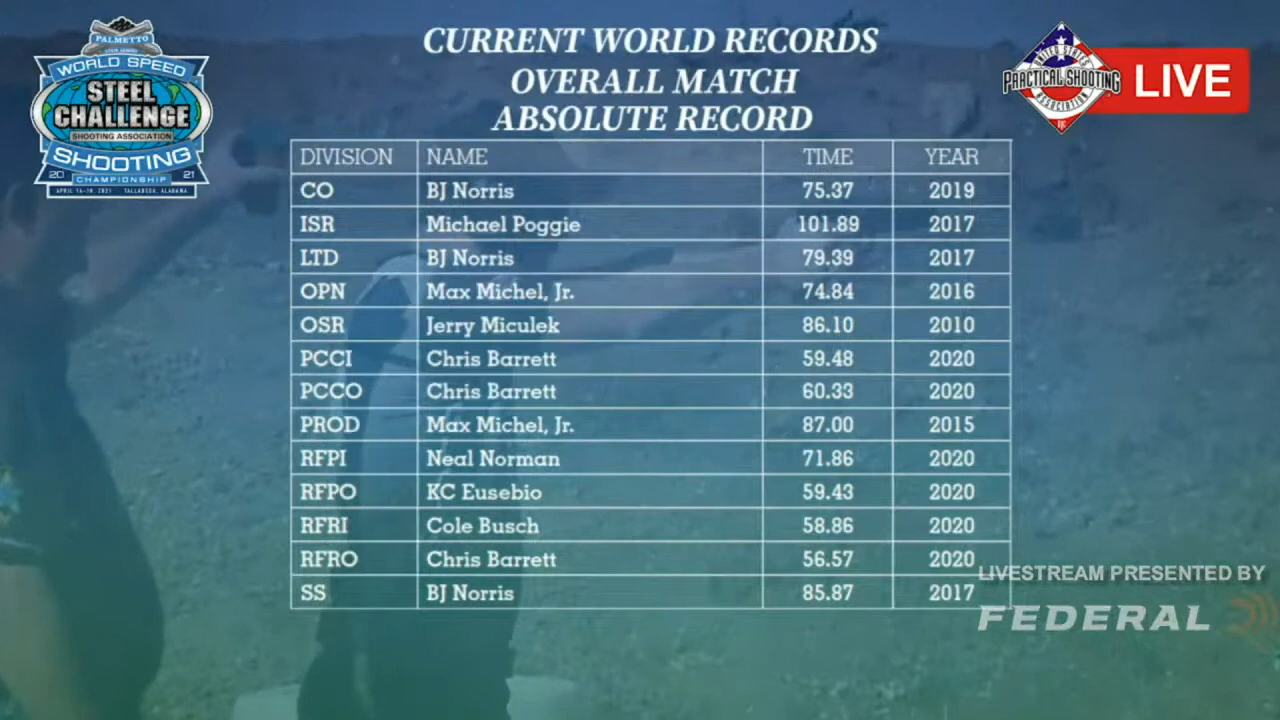 PALMETTO
WORLD SPEED
STEEL
CHALLENGE
SHOOTING ASSOCIATION
SHOOTING
20 21
CHAMPIONSHIP
CURRENT WORLD RECORDS
OVERALL MATCH
ABSOLUTE RECORD
UNITED STATES
PRACTICAL SHOOTING
ASSOCIATION
LIVE
DIVISION NAME TIME YEAR
CO BJ Norris 75.37 2019
ISR Michael Poggie 101.89 2017
LTD BJ Norris 79.39 2017
OPN Max Michel, Jr. 74.84 2016
OSR Jerry Miculek 86.10 2010
PCCI Chris Barrett 59.48 2020
PCCO Chris Barrett 60.33 2020
PROD Max Michel, Jr. 87.00 2015
RFPI Neal Norman 71.86 2020
RFPO KC Eusebio 59.43 2020
RFRI Cole Busch 58.86 2020
RFRO Chris Barrett 56.57 2020
SS BJ Norris 85.87 2017
LIVESTREAM PRESENTED BY
FEDERAL